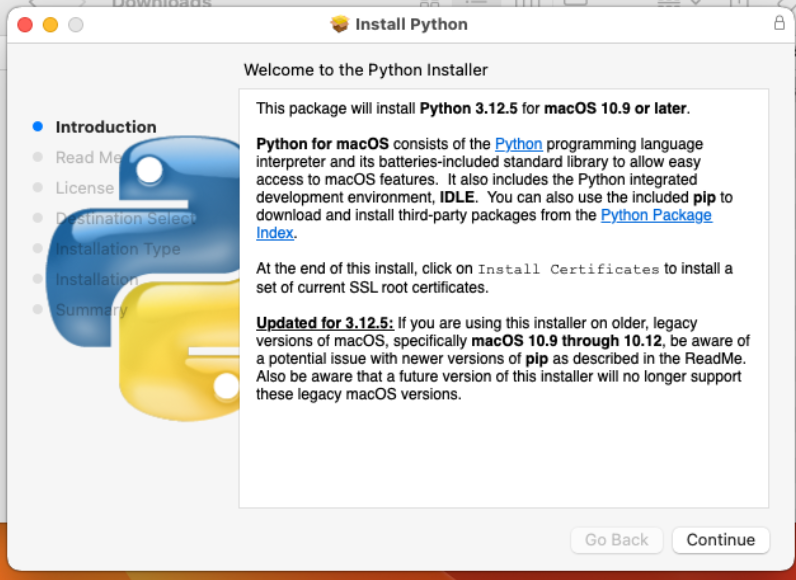 Downloads
Install Python
Welcome to the Python Installer
Introduction
Read Me
License
Destination Select
Installation Type
Installation
Summary
This package will install Python 3.12.5 for macOS 10.9 or later.
Python for macOS consists of the Python programming language
interpreter and its batteries-included standard library to allow easy
access to macOS features.  It also includes the Python integrated
development environment, IDLE.  You can also use the included pip to
download and install third-party packages from the Python Package
Index.
At the end of this install, click on Install Certificates to install a
set of current SSL root certificates.
Updated for 3.12.5: If you are using this installer on older, legacy
versions of macOS, specifically macOS 10.9 through 10.12, be aware of
a potential issue with newer versions of pip as described in the ReadMe.
Also be aware that a future version of this installer will no longer support
these legacy macOS versions.
Go Back
Continue